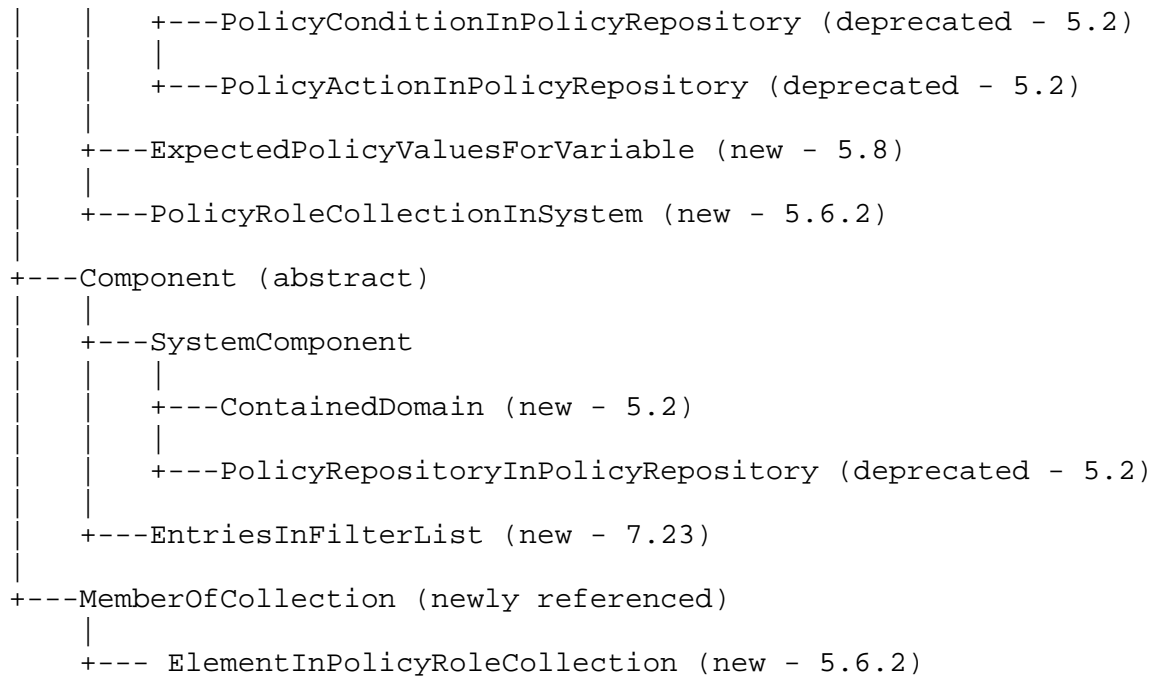 |    |    +---PolicyConditionInPolicyRepository (deprecated - 5.2)
|    |    |
|    |    +---PolicyActionInPolicyRepository (deprecated - 5.2)
|    |
|    +---ExpectedPolicyValuesForVariable (new - 5.8)
|    |
|    +---PolicyRoleCollectionInSystem (new - 5.6.2)
|
+---Component (abstract)
|    |
|    +---SystemComponent
|    |    |
|    |    +---ContainedDomain (new - 5.2)
|    |    |
|    |    +---PolicyRepositoryInPolicyRepository (deprecated - 5.2)
|    |
|    +---EntriesInFilterList (new - 7.23)
|
+---MemberOfCollection (newly referenced)
     |
     +--- ElementInPolicyRoleCollection (new - 5.6.2)